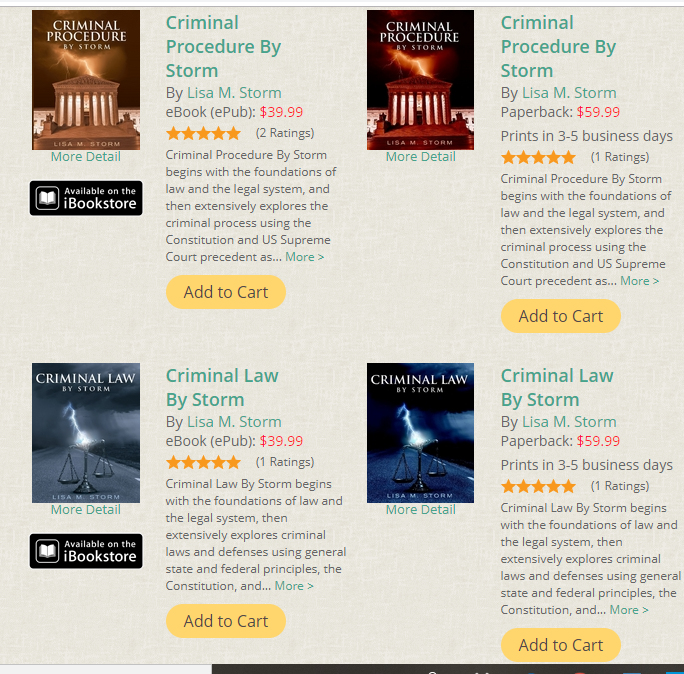 CRIMINAL
PROCEDURE
BY STORM
LISA M. STORM
More Detail
Available on the
iBookstore
Criminal
Procedure By
Storm
By Lisa M. Storm
eBook (ePub): $39.99
(2 Ratings)
Criminal Procedure By Storm
begins with the foundations of
law and the legal system, and
then extensively explores the
criminal process using the
Constitution and US Supreme
Court precedent as... More >
Add to Cart
CRIMINAL
PROCEDURE
BY STORM
LISA M. STORM
More Detail
Criminal
Procedure By
Storm
By Lisa M. Storm
Paperback: $59.99
Prints in 3-5 business days
(1 Ratings)
Criminal Procedure By Storm
begins with the foundations of
law and the legal system, and
then extensively explores the
criminal process using the
Constitution and US Supreme
Court precedent as... More >
Add to Cart
CRIMINAL LAW
BY STORM
LISA M. STORM
More Detail
Available on the
iBookstore
Criminal Law
By Storm
By Lisa M. Storm
eBook (ePub): $39.99
(1 Ratings)
Criminal Law By Storm begins
with the foundations of law and
the legal system, then
extensively explores criminal
laws and defenses using general
state and federal principles, the
Constitution, and... More >
Add to Cart
CRIMINAL LAW
BY STORM
LISA M. STORM
More Detail
Criminal Law
By Storm
By Lisa M. Storm
Paperback: $59.99
Prints in 3-5 business days
(1 Ratings)
Criminal Law By Storm begins
with the foundations of law and
the legal system, then
extensively explores criminal
laws and defenses using general
state and federal principles, the
Constitution, and... More >
Add to Cart